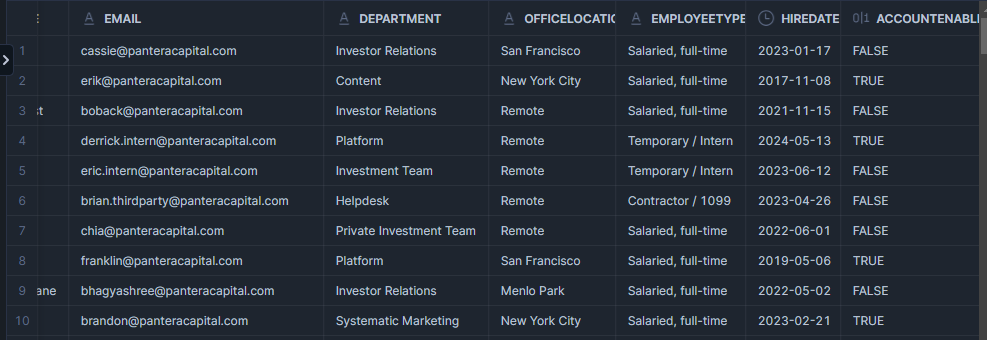 A EMAIL A DEPARTMENT A OFFICELOCATIO A EMPLOYEETYPE HIREDATE 0|1 ACCOUNTENABL
1 cassie@panteracapital.com Investor Relations San Francisco Salaried, full-time 2023-01-17 FALSE
2 erik@panteracapital.com Content New York City Salaried, full-time 2017-11-08 TRUE
3 st boback@panteracapital.com Investor Relations Remote Salaried, full-time 2021-11-15 FALSE
4 derrick.intern@panteracapital.com Platform Remote Temporary / Intern 2024-05-13 TRUE
5 eric.intern@panteracapital.com Investment Team Remote Temporary / Intern 2023-06-12 FALSE
6 brian.thirdparty@panteracapital.com Helpdesk Remote Contractor / 1099 2023-04-26 FALSE
7 chia@panteracapital.com Private Investment Team Remote Salaried, full-time 2022-06-01 FALSE
8 franklin@panteracapital.com Platform San Francisco Salaried, full-time 2019-05-06 TRUE
9 ane bhagyashree@panteracapital.com Investor Relations Menlo Park Salaried, full-time 2022-05-02 FALSE
10 brandon@panteracapital.com Systematic Marketing New York City Salaried, full-time 2023-02-21 TRUE